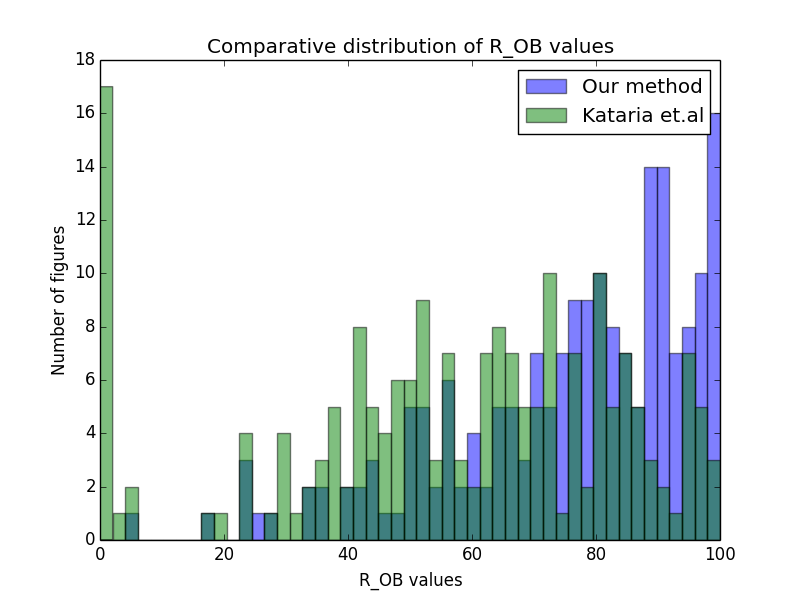 Comparative distribution of R_OB values
Our method
Kataria et.al
18
16
14
12
10
8
6
4
2
0
Number of figures
0 20 40 60 80 100
R_OB values